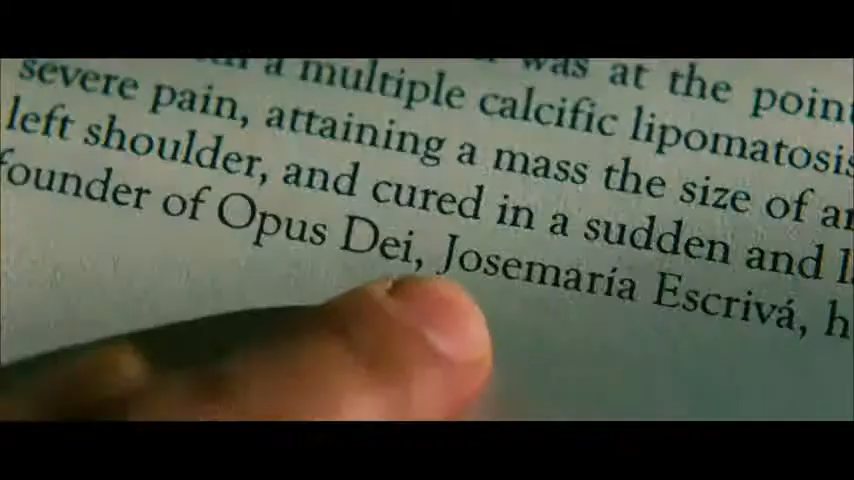 a multiple was at the point
severe pain, attaining calcific lipomatosis
left shoulder, and cured a mass the size of
founder of Opus Dei, Josemaría in a sudden and
Escrivá,